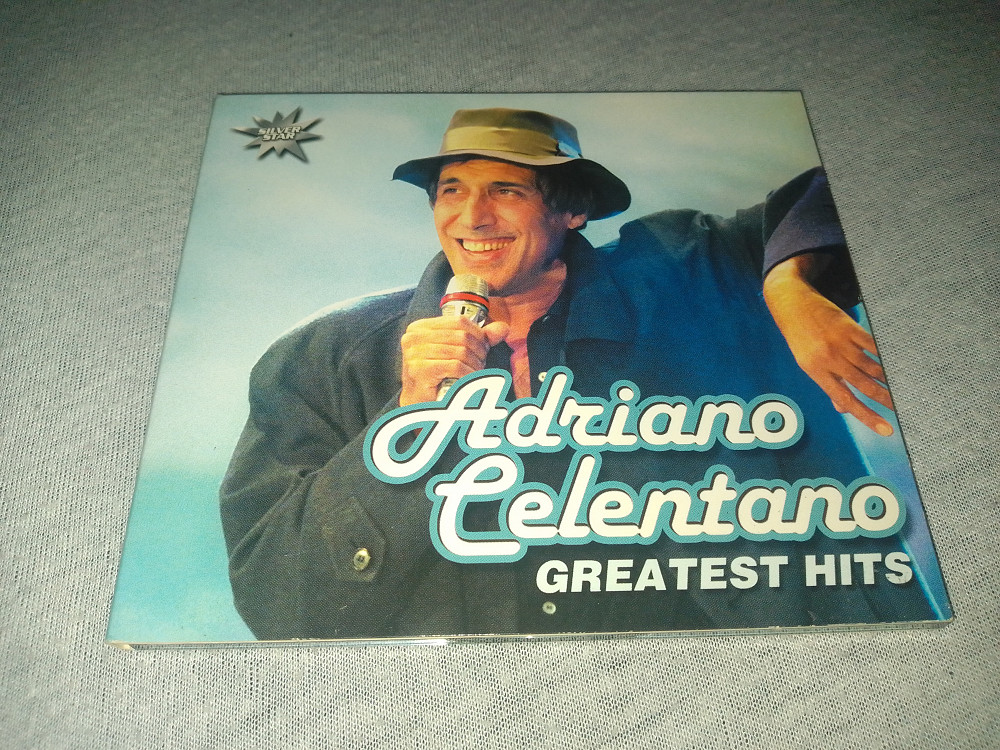 SILVER
STAR
Adriano
Celentano
GREATEST HITS